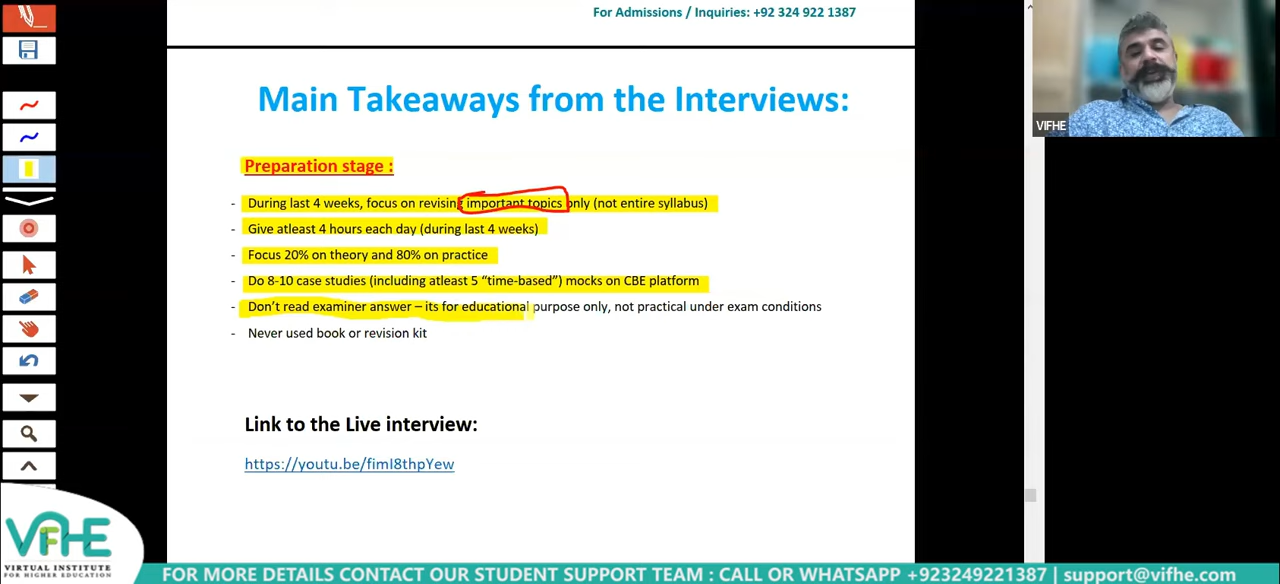 For Admissions / Inquiries: +92 324 922 1387
Main Takeaways from the Interviews:
Preparation stage :
- During last 4 weeks, focus on revising important topics only (not entire syllabus)
- Give atleast 4 hours each day (during last 4 weeks)
- Focus 20% on theory and 80% on practice
- Do 8-10 case studies (including atleast 5 “time-based”) mocks on CBE platform
- Don’t read examiner answer – its for educational purpose only, not practical under exam conditions
- Never used book or revision kit
Link to the Live interview:
https://youtu.be/fimI8thpYew
VIFHE
VIFHE
VIRTUAL INSTITUTE
FOR HIGHER EDUCATION
FOR MORE DETAILS CONTACT OUR STUDENT SUPPORT TEAM : CALL OR WHATSAPP +923249221387 | support@vifhe.com